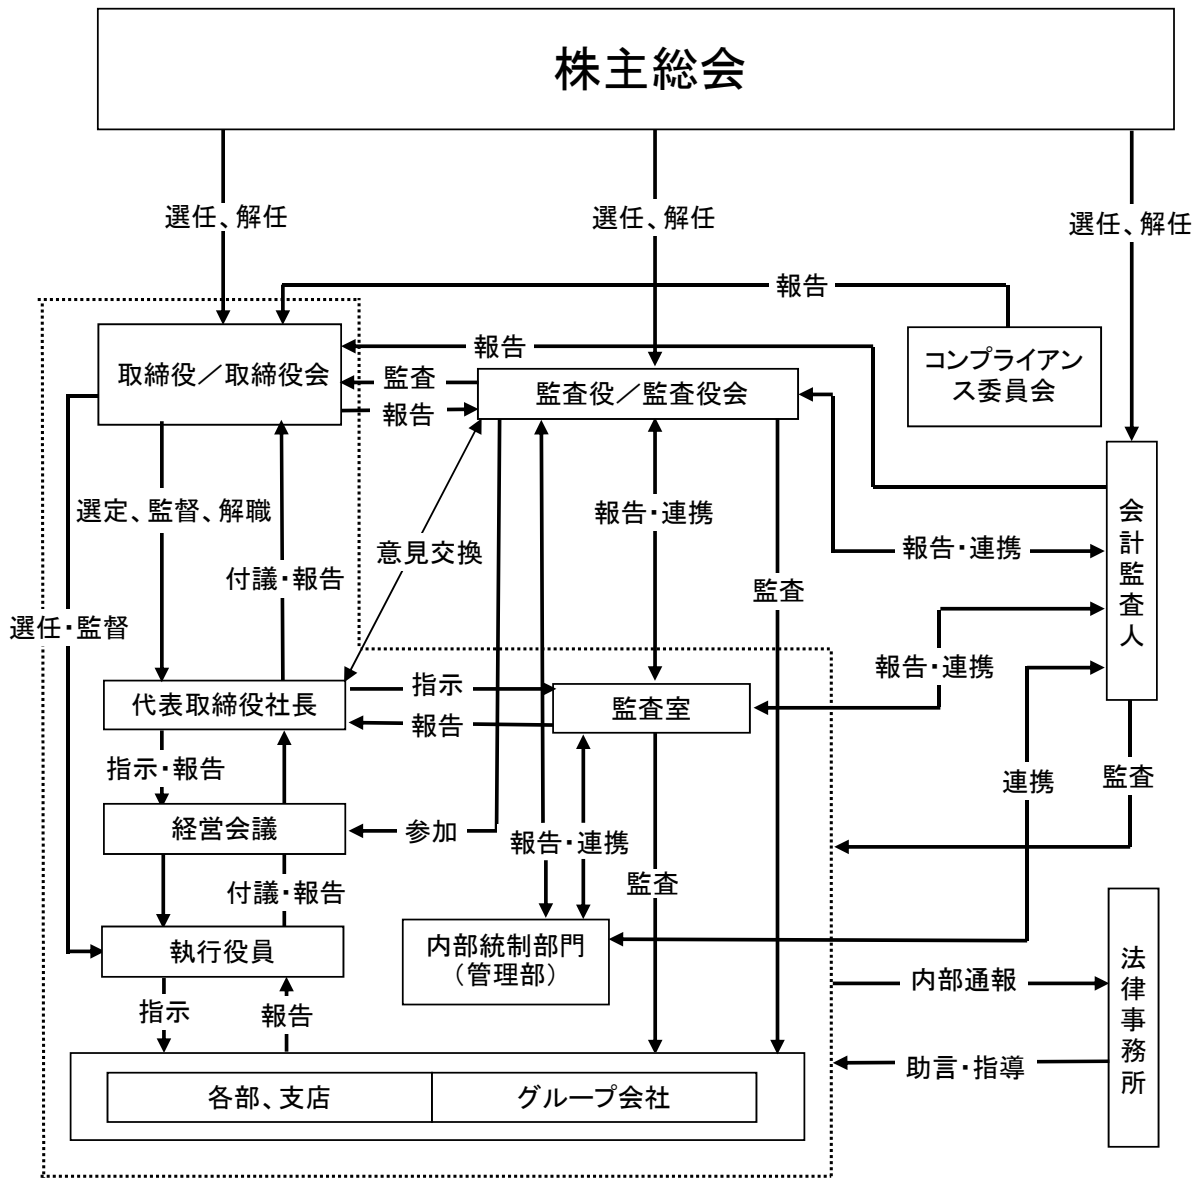 株主総会
選任、解任
選任、解任
選任、解任
報告
報告
コンプライアン
ス委員会
取締役／取締役会
監査
監査役／監査役会
報告
選定、監督、解職
報告・連携
会計監査人
意見交換
報告・連携
付議・報告
監査
選任・監督
報告・連携
指示
代表取締役社長
監査室
報告
指示・報告
連携
監査
経営会議
参加
報告・連携
監査
付議・報告
執行役員
内部統制部門
（管理部）
法律事務所
内部通報
指示
報告
助言・指導
各部、支店
グループ会社